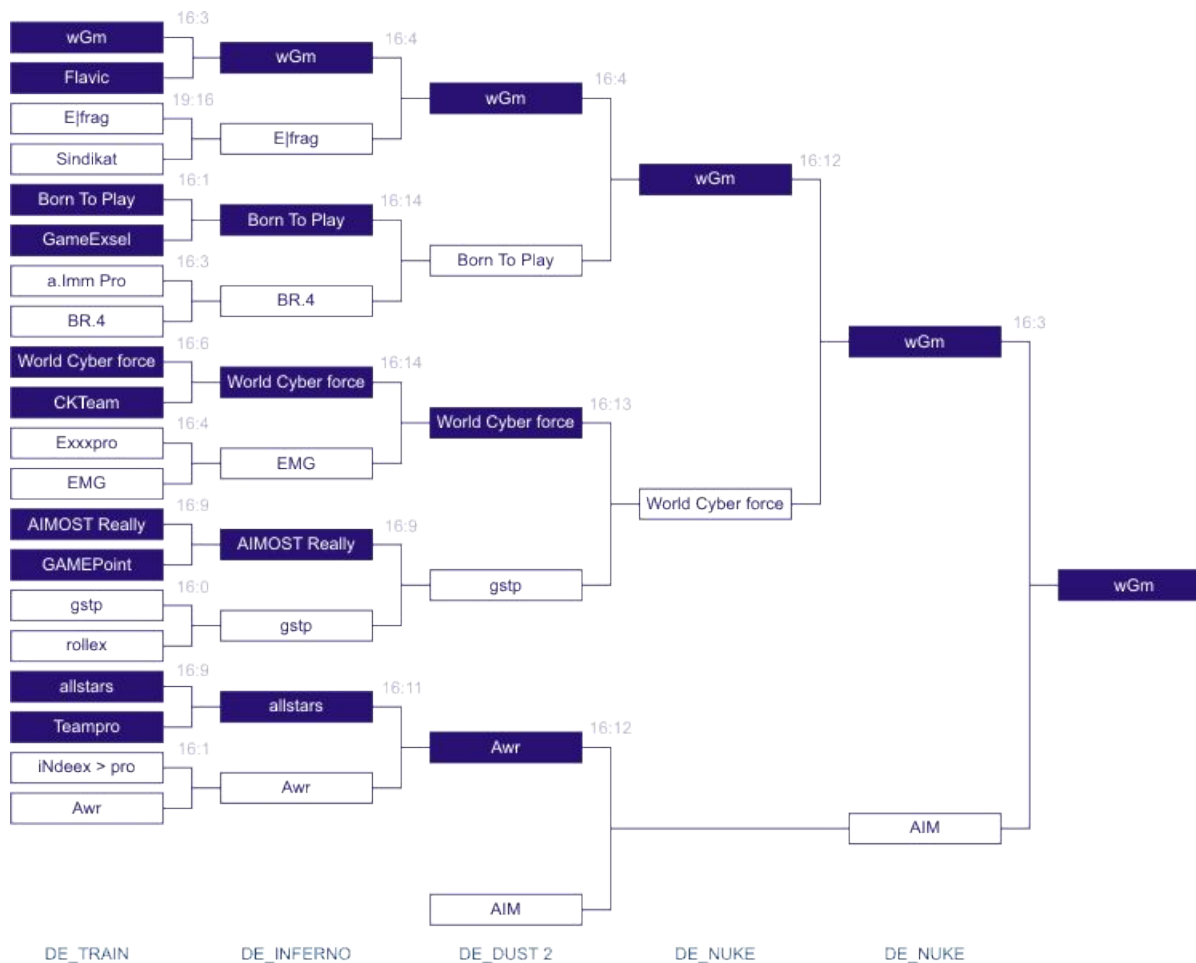 16:3
wGm
16:4
wGm
Flavic
16:4
wGm
19:16
E|frag
E|frag
Sindikat
16:12
wGm
16:1
Born To Play
16:14
Born To Play
GameExsel
Born To Play
16:3
a.Imm Pro
BR.4
BR.4
16:3
wGm
16:6
World Cyber force
16:14
World Cyber force
CKTeam
16:13
World Cyber force
16:4
Exxxpro
EMG
EMG
World Cyber force
16:9
AIMOST Really
16:9
AIMOST Really
GAMEPoint
gstp
wGm
16:0
gstp
gstp
rollex
16:9
allstars
16:11
allstars
Teampro
16:12
Awr
16:1
iNdeex > pro
Awr
Awr
AIM
AIM
DE_TRAIN
DE_INFERNO
DE_DUST 2
DE_NUKE
DE_NUKE